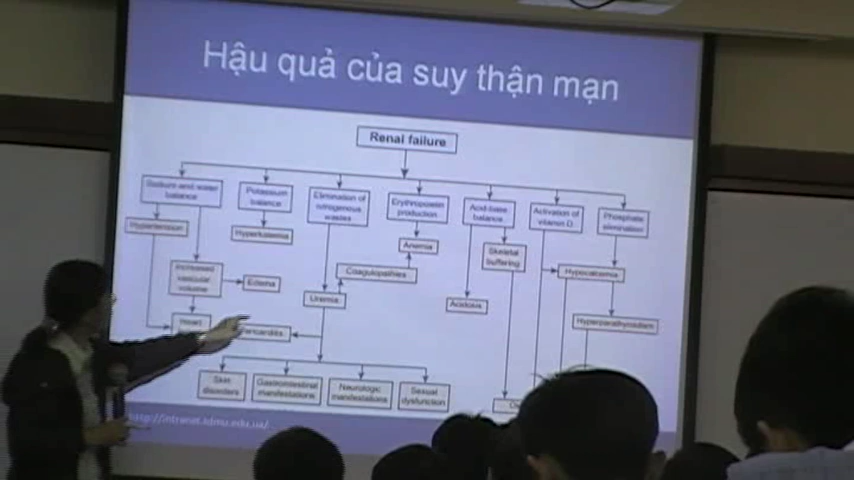 Hậu quả của suy thận mạn
Renal failure
Sodium and water
balance
Potassium
balance
Elimination of
nitrogenous
wastes
Erythropoietin
production
Acid-base
balance
Activation of
vitamin D
Phosphate
elimination
Hypertension
Hyperkalemia
Anemia
Skeletal
buffering
Increased
vascular
volume
Edema
Coagulopathies
Hypocalcemia
Uremia
Acidosis
Heart
Hyperparathyroidism
Skin
disorders
Gastrointestinal
manifestations
Neurologic
manifestations
Sexual
dysfunction